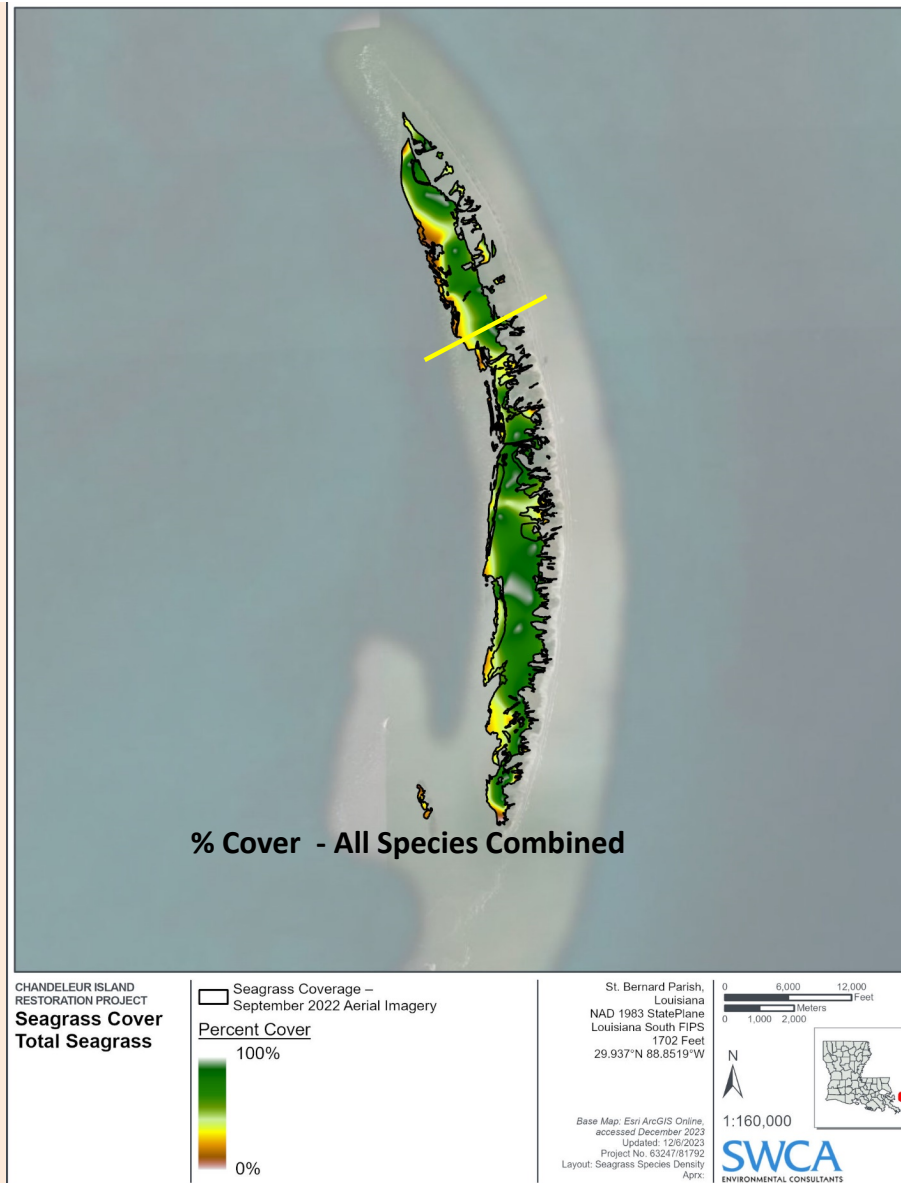 % Cover - All Species Combined
CHANDELEUR ISLAND
RESTORATION PROJECT
Seagrass Cover
Total Seagrass
Seagrass Coverage –
September 2022 Aerial Imagery
Percent Cover
100%
0%
St. Bernard Parish,
Louisiana
NAD 1983 StatePlane
Louisiana South FIPS
1702 Feet
29.937°N 88.8519°W
Base Map: Esri ArcGIS Online,
accessed December 2023
Updated: 12/6/2023
Project No. 63247/81792
Layout: Seagrass Species Density
Aprx:
0 6,000 12,000
Feet
Meters
0 1,000 2,000
N
1:160,000
SWCA
ENVIRONMENTAL CONSULTANTS